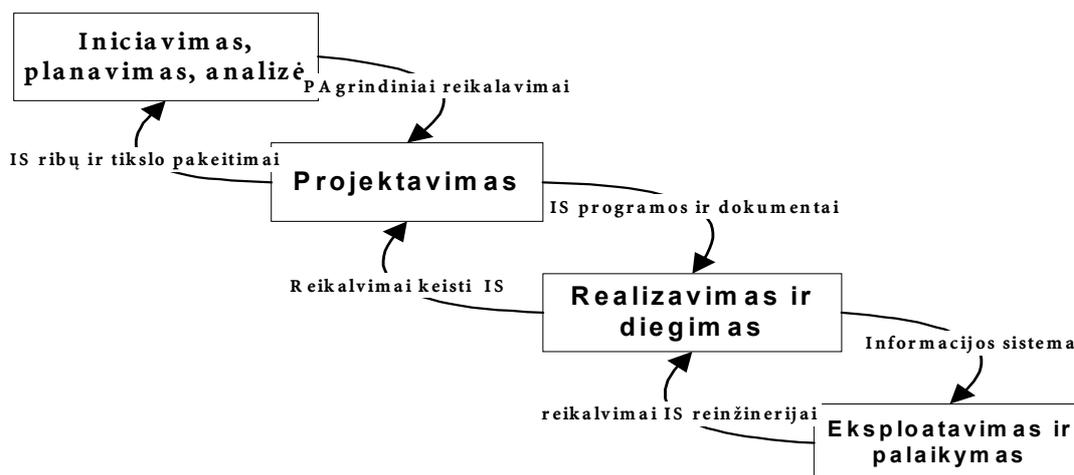 Iniciavimas,
planavimas, analizė
PAgrindiniai reikalavimai
IS ribų ir tikslo pakeitimai
Projektavimas
IS programos ir dokumentai
Reikalvimai keisti IS
Realizavimas ir
diegimas
Informacijos sistema
reikalvimai IS reinžinerijai
Eksploatavimas ir
palaikymas